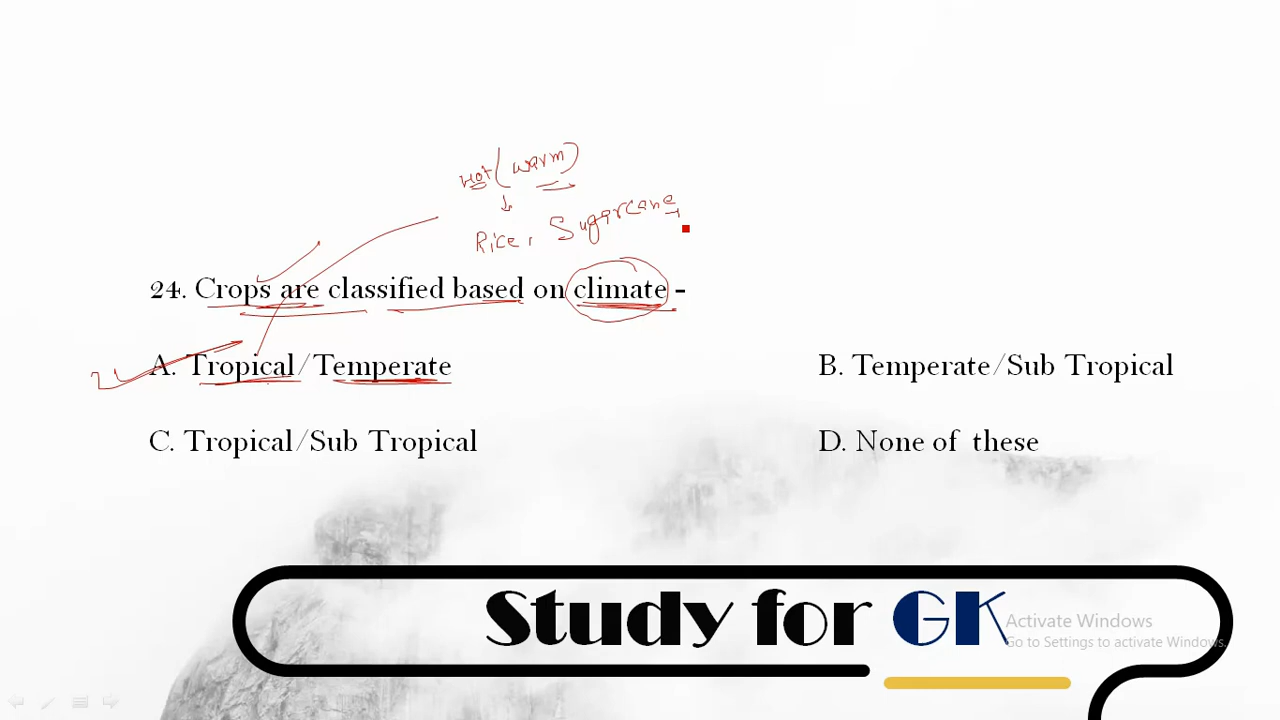 Hot (warm)
Rice, Sugarcane,
24. Crops are classified based on climate -
A. Tropical/Temperate
B. Temperate/Sub Tropical
C. Tropical/Sub Tropical
D. None of these
Study for GK
Activate Windows
Go to Settings to activate Windows.